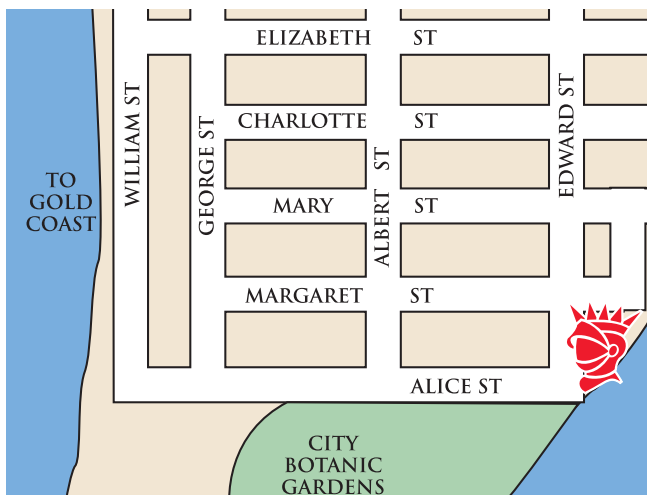 ELIZABETH ST
WILLIAM ST
GEORGE ST
CHARLOTTE ST
ALBERT ST
EDWARD ST
TO
GOLD
COAST
MARY ST
MARGARET ST
ALICE ST
CITY
BOTANIC
GARDENS